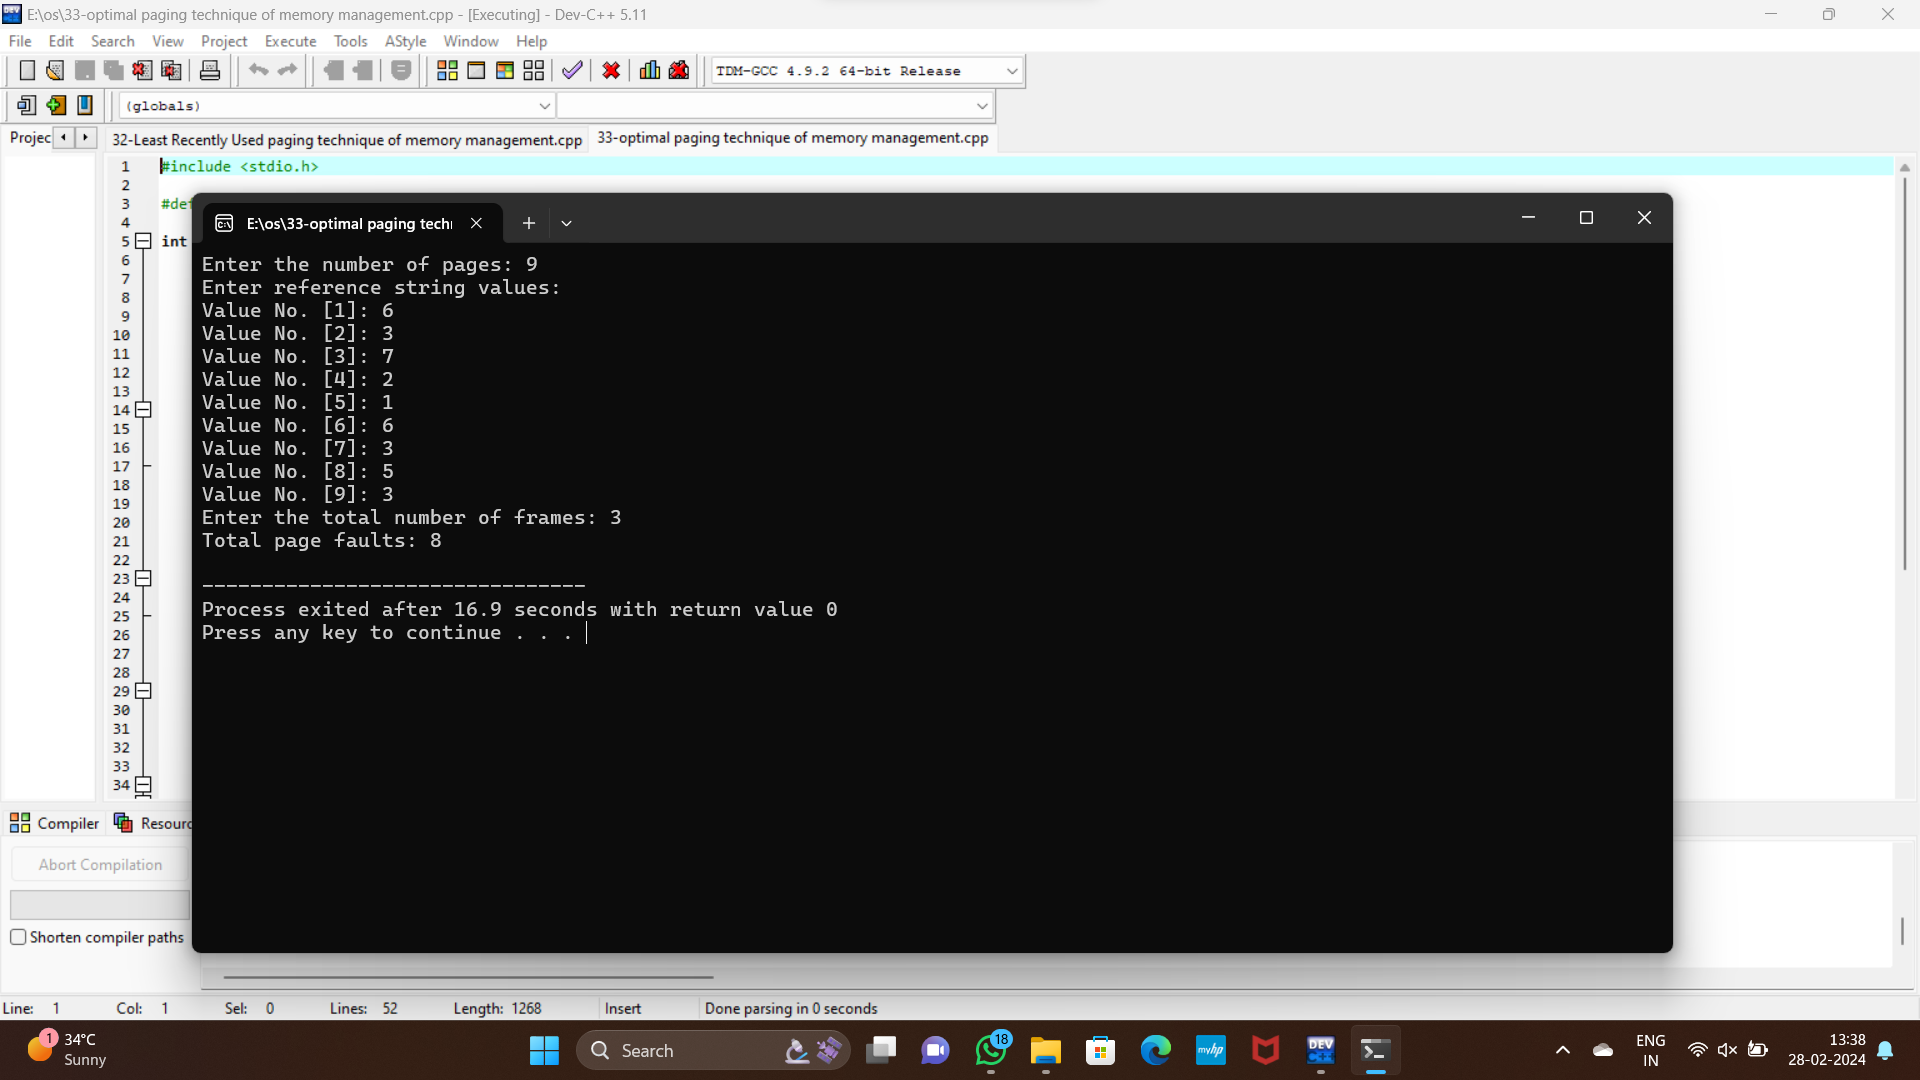 E:\os\33-optimal paging technique of memory management.cpp - [Executing] - Dev-C++ 5.11
File Edit Search View Project Execute Tools AStyle Window Help
TDM-GCC 4.9.2 64-bit Release
(globals)
Projec 32-Least Recently Used paging technique of memory management.cpp 33-optimal paging technique of memory management.cpp
1 #include <stdio.h>
2
3 #def
4
5 int
6
7
8
9
10
11
12
13
14
15
16
17
18
19
20
21
22
23
24
25
26
27
28
29
30
31
32
33
34
E:\os\33-optimal paging techı
Enter the number of pages: 9
Enter reference string values:
Value No. [1]: 6
Value No. [2]: 3
Value No. [3]: 7
Value No. [4]: 2
Value No. [5]: 1
Value No. [6]: 6
Value No. [7]: 3
Value No. [8]: 5
Value No. [9]: 3
Enter the total number of frames: 3
Total page faults: 8
--------------------------------
Process exited after 16.9 seconds with return value 0
Press any key to continue . . .
Compiler Resourc
Abort Compilation
Shorten compiler paths
Line: 1 Col: 1 Sel: 0 Lines: 52 Length: 1268 Insert Done parsing in 0 seconds
1 34°C
Sunny
Search
18
myhp
DEV
C++
ENG
IN
13:38
28-02-2024